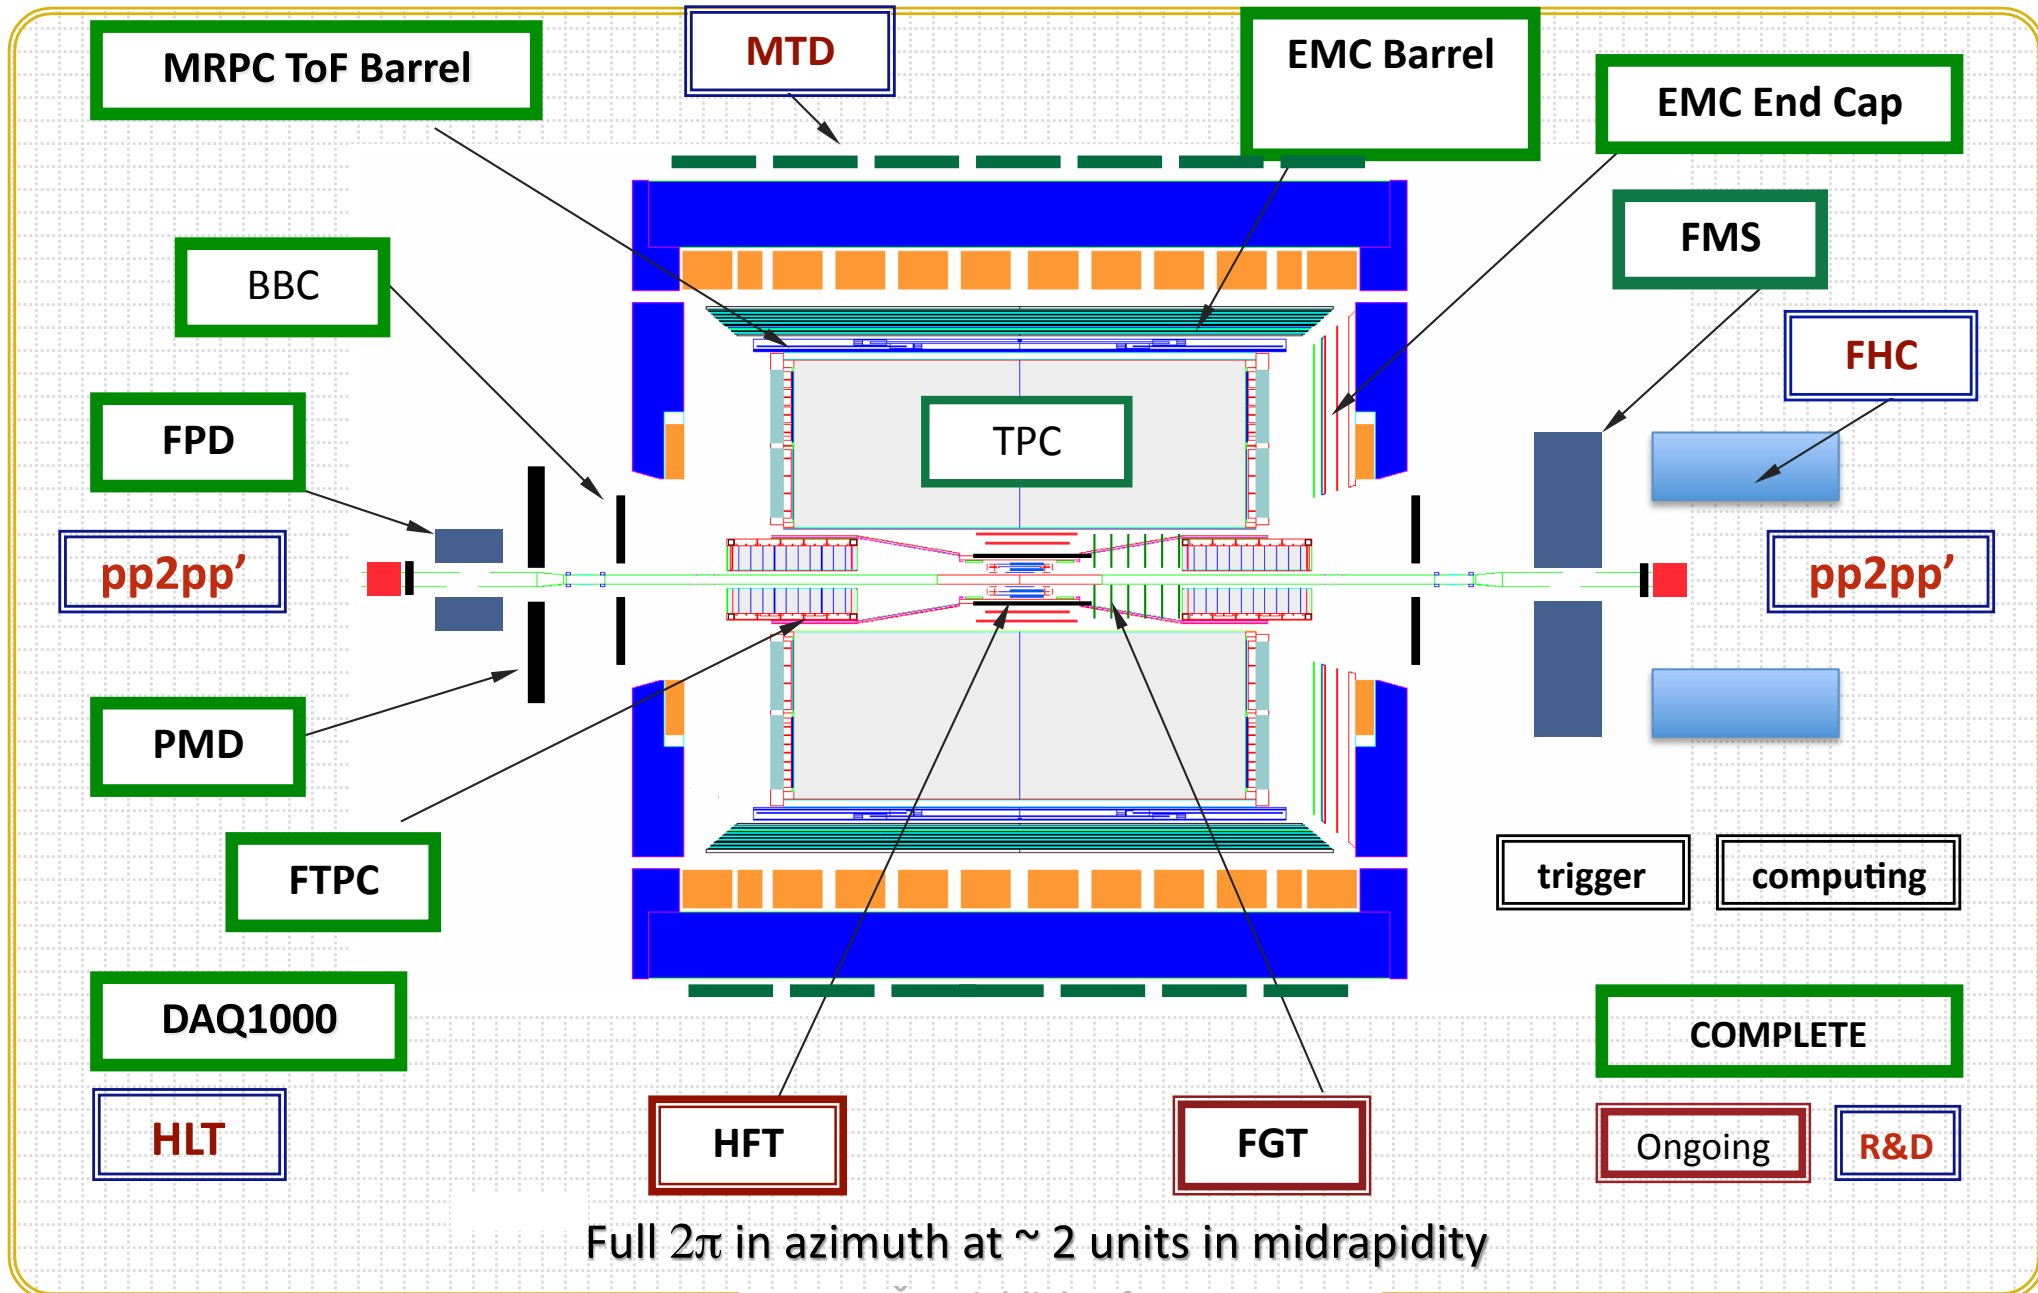 MRPC ToF Barrel
MTD
EMC Barrel
EMC End Cap
BBC
FMS
FHC
FPD
TPC
pp2pp’
pp2pp’
PMD
FTPC
trigger
computing
DAQ1000
COMPLETE
HLT
HFT
FGT
Ongoing
R&D
Full 2π in azimuth at ~ 2 units in midrapidity